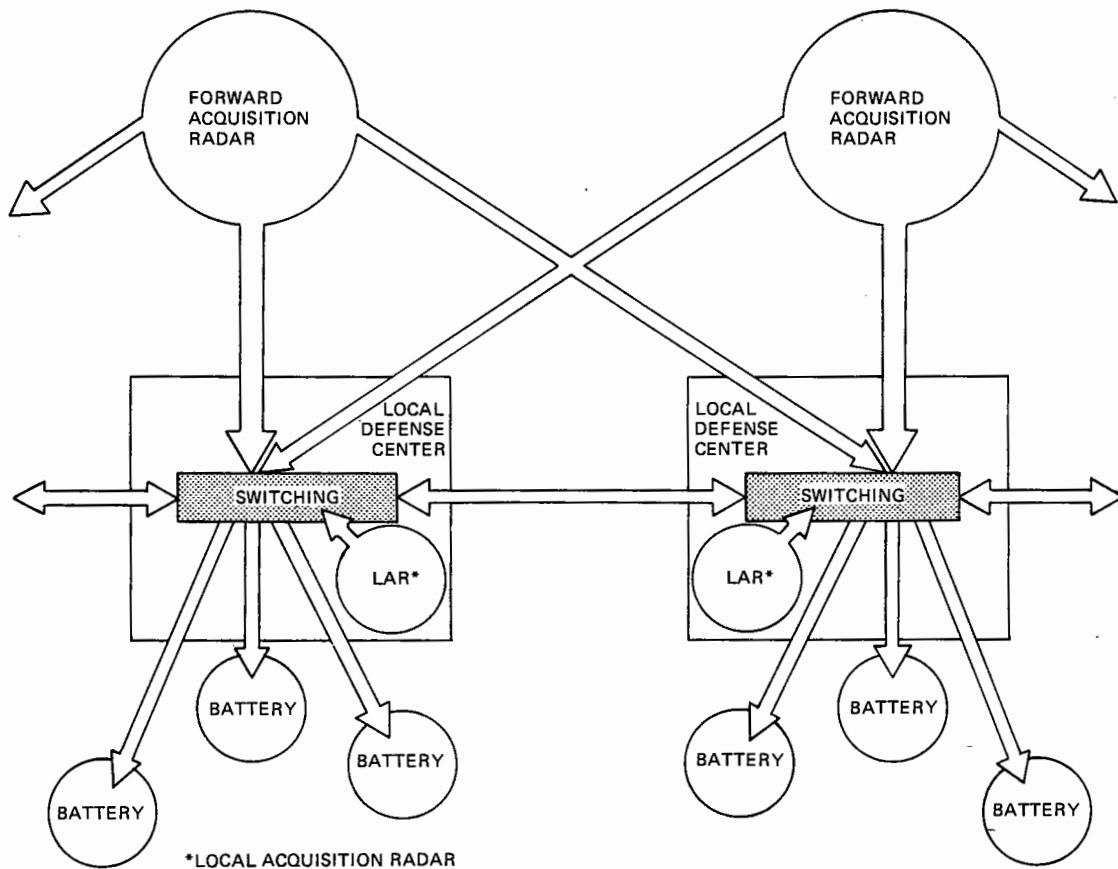 FORWARD
ACQUISITION
RADAR
FORWARD
ACQUISITION
RADAR
LOCAL
DEFENSE
CENTER
LOCAL
DEFENSE
CENTER
SWITCHING
SWITCHING
LAR*
LAR*
BATTERY
BATTERY
BATTERY
BATTERY
BATTERY
BATTERY
*LOCAL ACQUISITION RADAR